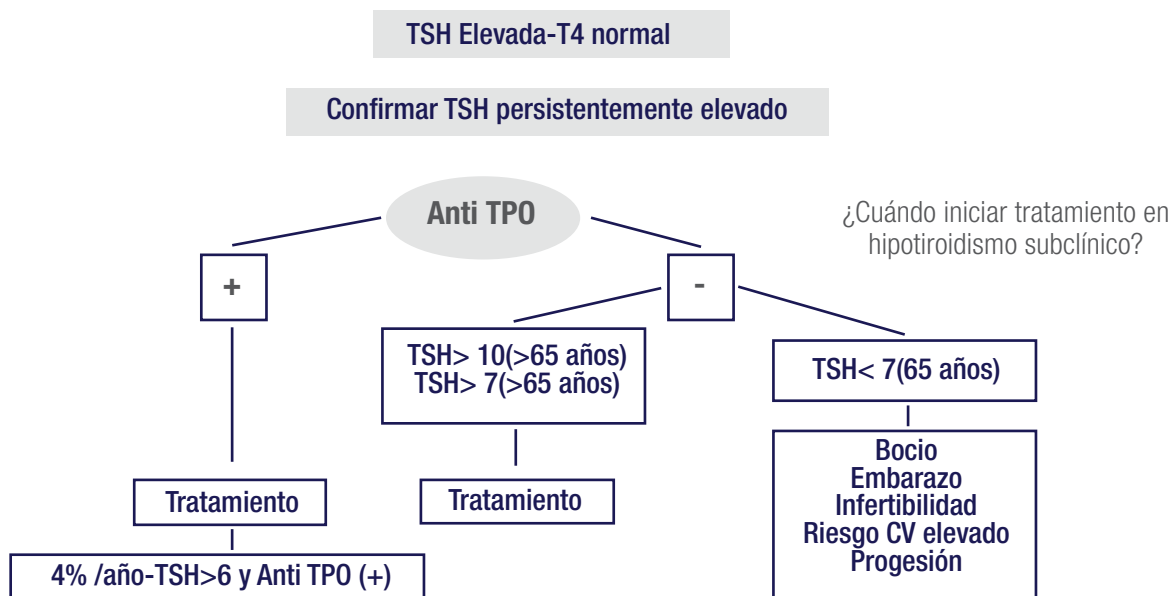 TSH Elevada-T4 normal
Confirmar TSH persistentemente elevado
Anti TPO
¿Cuándo iniciar tratamiento en
hipotiroidismo subclínico?
+
-
TSH> 10(>65 años)
TSH> 7(>65 años)
TSH< 7(65 años)
Tratamiento
Tratamiento
Bocio
Embarazo
Infertibilidad
Riesgo CV elevado
Progesión
4% /año-TSH>6 y Anti TPO (+)